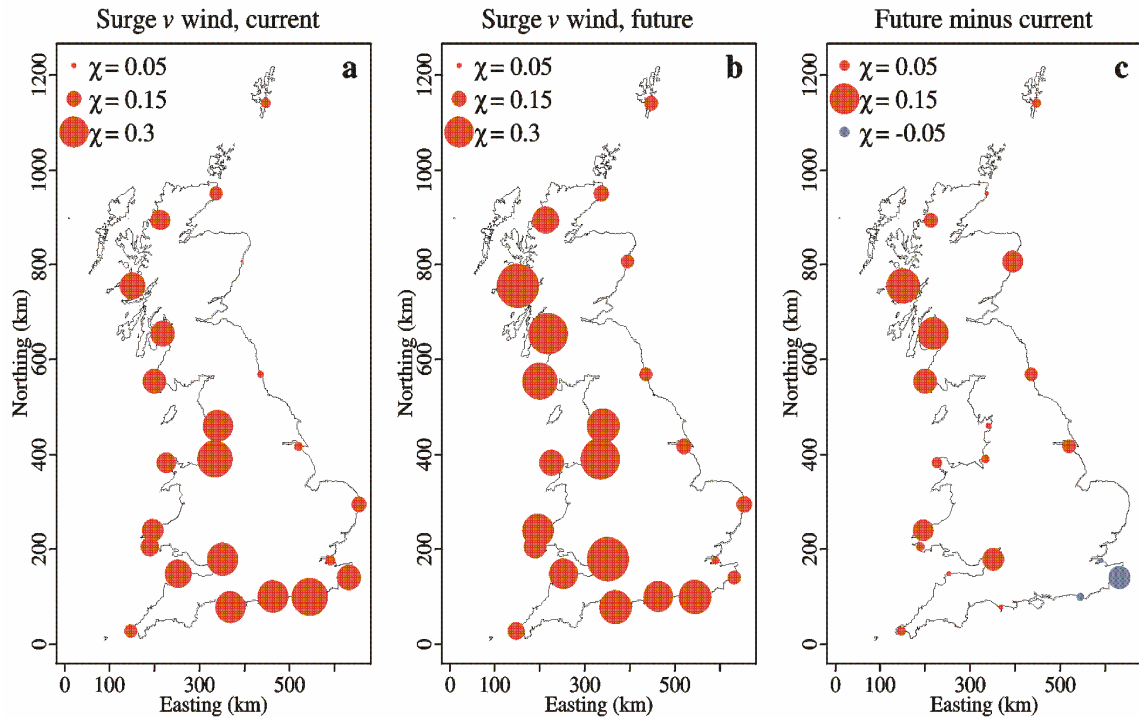 Surge v wind, current
a
χ = 0.05
χ = 0.15
χ = 0.3
Northing (km)
0 200 400 600 800 1000 1200
0 100 200 300 500
Easting (km)
Surge v wind, future
b
χ = 0.05
χ = 0.15
χ = 0.3
Northing (km)
0 200 400 600 800 1000 1200
0 100 200 300 500
Easting (km)
Future minus current
c
χ = 0.05
χ = 0.15
χ = -0.05
Northing (km)
0 200 400 600 800 1000 1200
0 100 200 300 500
Easting (km)